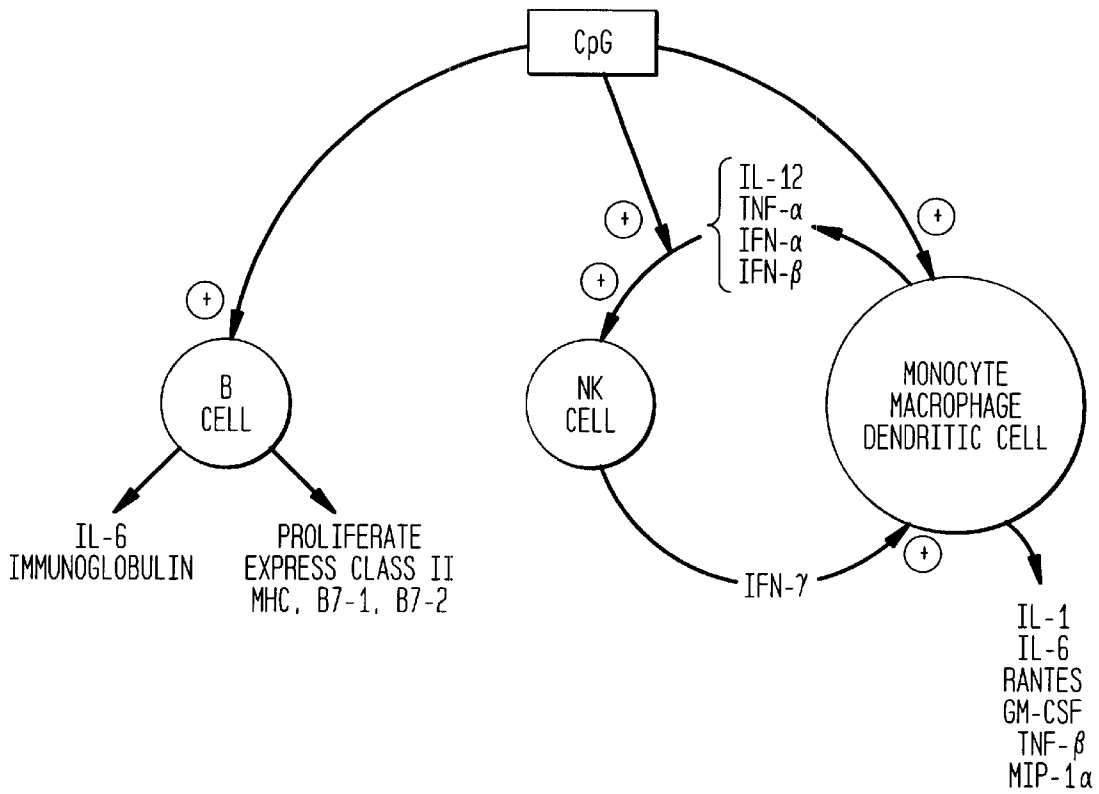 CpG
IL-12
TNF-α
IFN-α
IFN-β
+
+
+
+
B
CELL
NK
CELL
MONOCYTE
MACROPHAGE
DENDRITIC CELL
IL-6
IMMUNOGLOBULIN
PROLIFERATE
EXPRESS CLASS II
MHC, B7-1, B7-2
+
IFN-γ
IL-1
IL-6
RANTES
GM-CSF
TNF-β
MIP-1α